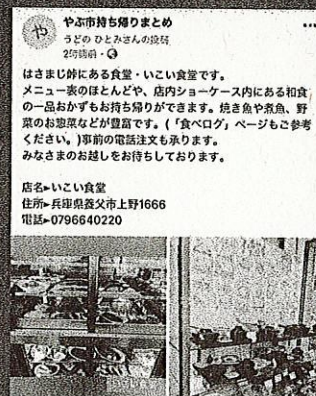 やぶ市持ち帰りまとめ
うどの ひとみさんの投稿
2時間前・
はさまじ峠にある食堂・いこい食堂です。
メニュー表のほとんどや、店内ショーケース内にある和食
の一品おかずもお持ち帰りができます。焼き魚や煮魚、野
菜のお惣菜などが豊富です。(「食べログ」ページもご参考
ください。)事前の電話注文も承ります。
みなさまのお越しをお待ちしております。
店名▸いこい食堂
住所▸兵庫県養父市上野1666
電話▸0796640220